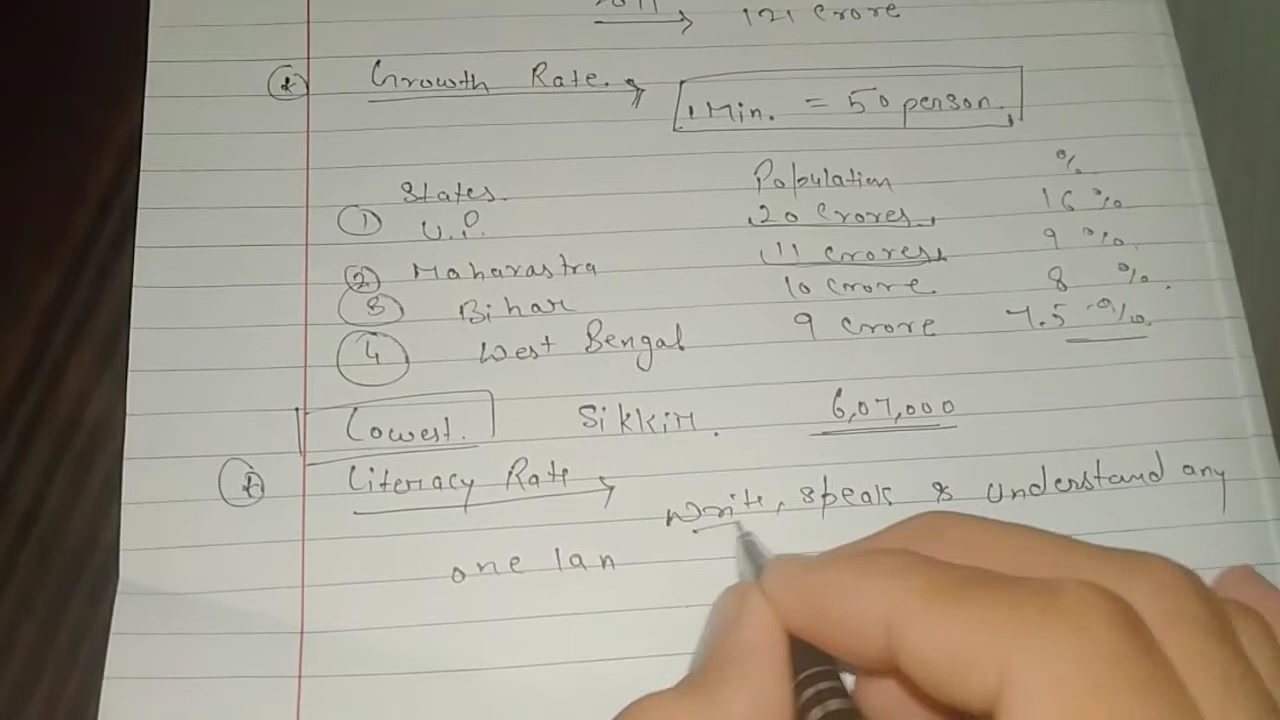 2011 → 121 crore
* Growth Rate. → 1 Min. = 50 person.
States. Population %
① U.P. 20 crores. 16 %
② Maharastra 11 crores. 9 %.
③ Bihar 10 crore. 8 %.
④ West Bengal 9 crore 7.5 %.
Lowest. Sikkim. 6,07,000
* Literacy Rate → Write, speak & understand any
one lan